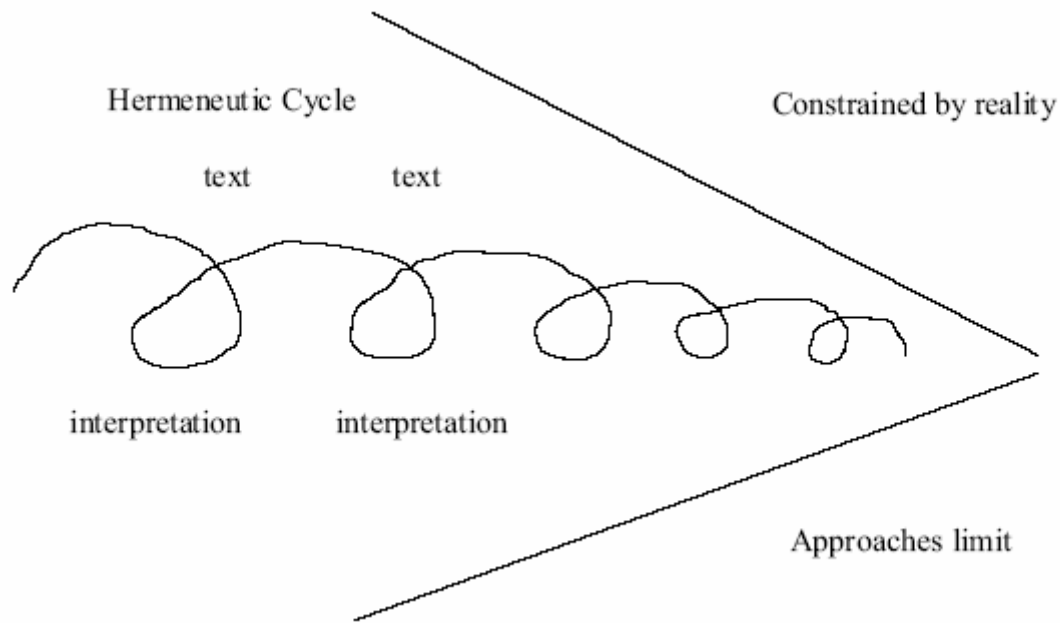 Hermeneutic Cycle
Constrained by reality
text
text
interpretation
interpretation
Approaches limit